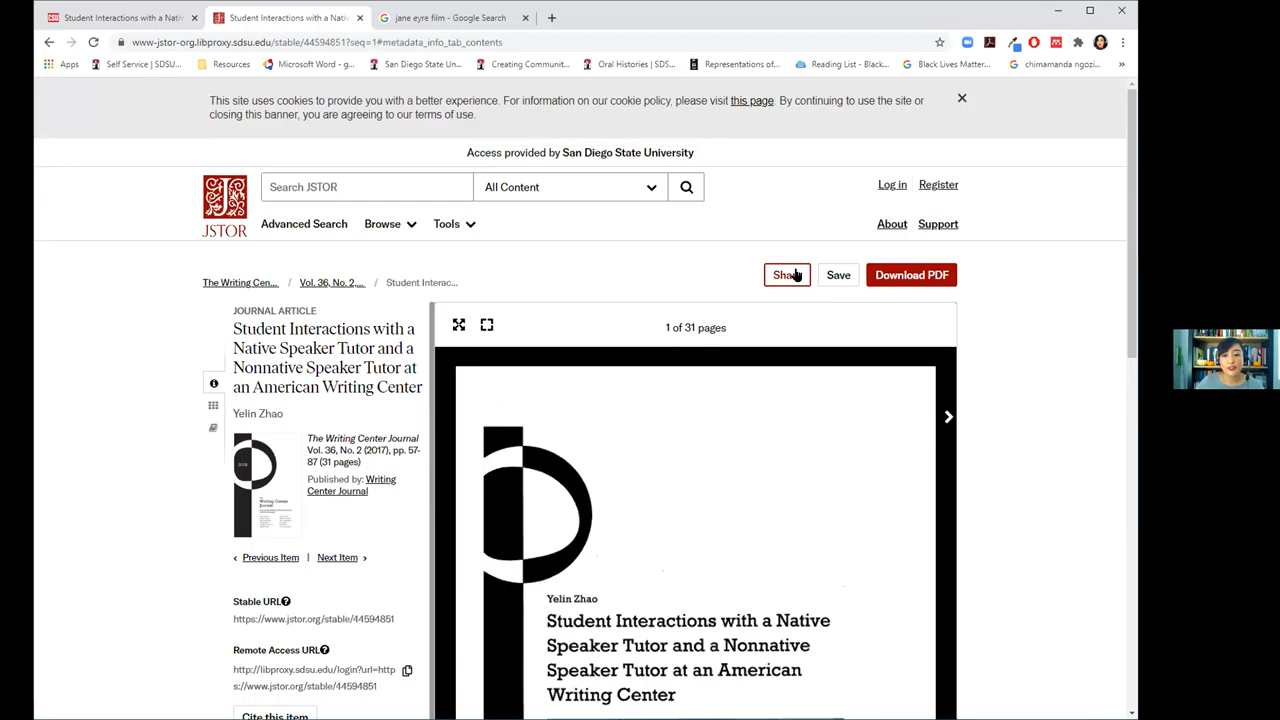 Student Interactions with a Nativ
Student Interactions with a Nativ
jane eyre film - Google Search
www-jstor-org.libproxy.sdsu.edu/stable/44594851?seq=1#metadata_info_tab_contents
Apps
Self Service | SDSU...
Resources
Microsoft Word - g...
San Diego State Un...
Creating Communit...
Oral Histories | SDS...
Representations of...
Reading List - Black...
Black Lives Matter...
chimamanda ngozi...
This site uses cookies to provide you with a better experience. For information on our cookie policy, please visit this page. By continuing to use the site or
closing this banner, you are agreeing to our terms of use.
Access provided by San Diego State University
JSTOR
Search JSTOR
All Content
Log in
Register
Advanced Search
Browse
Tools
About
Support
The Writing Cen... / Vol. 36, No. 2,... / Student Interac...
Save
Download PDF
JOURNAL ARTICLE
Student Interactions with a
Native Speaker Tutor and a
Nonnative Speaker Tutor at
an American Writing Center
Yelin Zhao
The Writing Center Journal
Vol. 36, No. 2 (2017), pp. 57-
87 (31 pages)
Published by: Writing
Center Journal
‹ Previous Item | Next Item ›
Stable URL
https://www.jstor.org/stable/44594851
Remote Access URL
http://libproxy.sdsu.edu/login?url=http
s://www.jstor.org/stable/44594851
Cite this item
1 of 31 pages
Yelin Zhao
Student Interactions with a Native
Speaker Tutor and a Nonnative
Speaker Tutor at an American
Writing Center